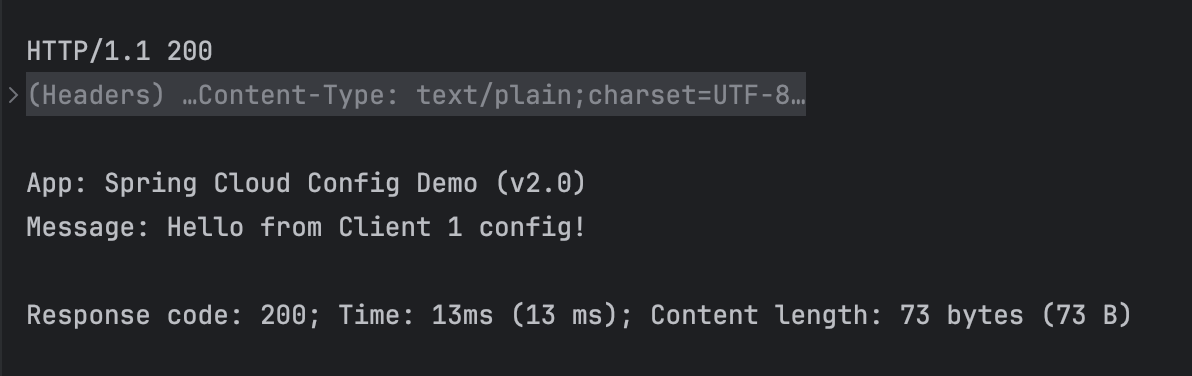 HTTP/1.1 200
(Headers) …Content-Type: text/plain;charset=UTF-8…
App: Spring Cloud Config Demo (v2.0)
Message: Hello from Client 1 config!
Response code: 200; Time: 13ms (13 ms); Content length: 73 bytes (73 B)